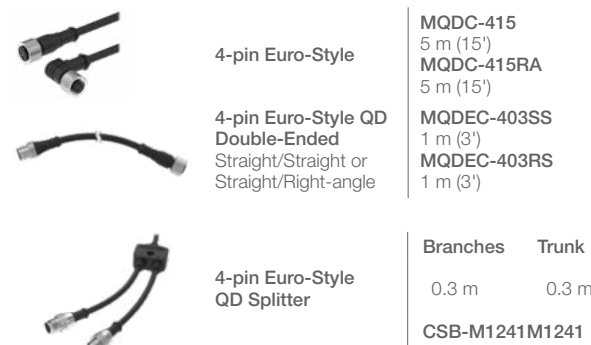 4-pin Euro-Style
MQDC-415
5 m (15')
MQDC-415RA
5 m (15')
4-pin Euro-Style QD
Double-Ended
Straight/Straight or
Straight/Right-angle
MQDEC-403SS
1 m (3')
MQDEC-403RS
1 m (3')
4-pin Euro-Style
QD Splitter
Branches Trunk
0.3 m 0.3 m
CSB-M1241M1241